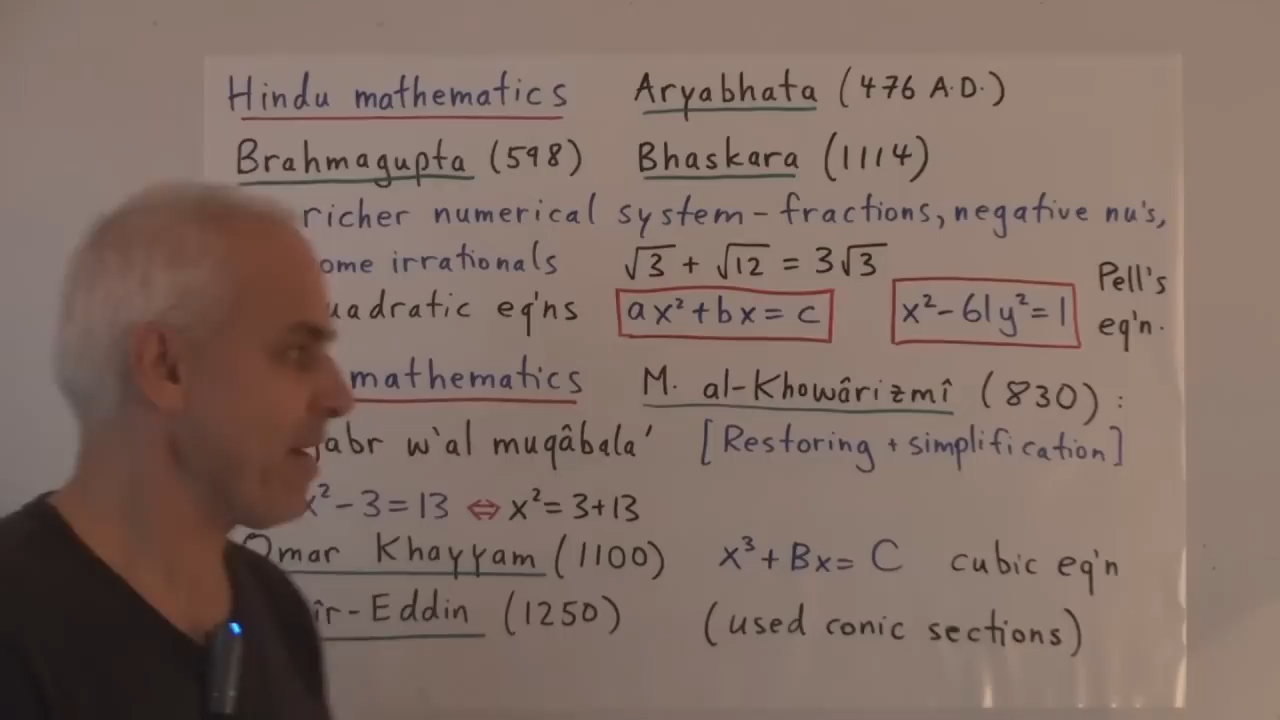 Hindu mathematics Aryabhata (476 A.D.)
Brahmagupta (598) Bhaskara (1114)
richer numerical system - fractions, negative nu's,
ome irrationals √3 + √12 = 3√3
uadratic eq'ns ax² + bx = c x² - 61y² = 1 Pell's eq'n.
mathematics M. al-Khowârizmî (830) :
jabr w'al muqâbala' [Restoring + simplification]
x² - 3 = 13 ⇔ x² = 3 + 13
Omar Khayyam (1100) x³ + Bx = C cubic eq'n
îr-Eddin (1250) (used conic sections)